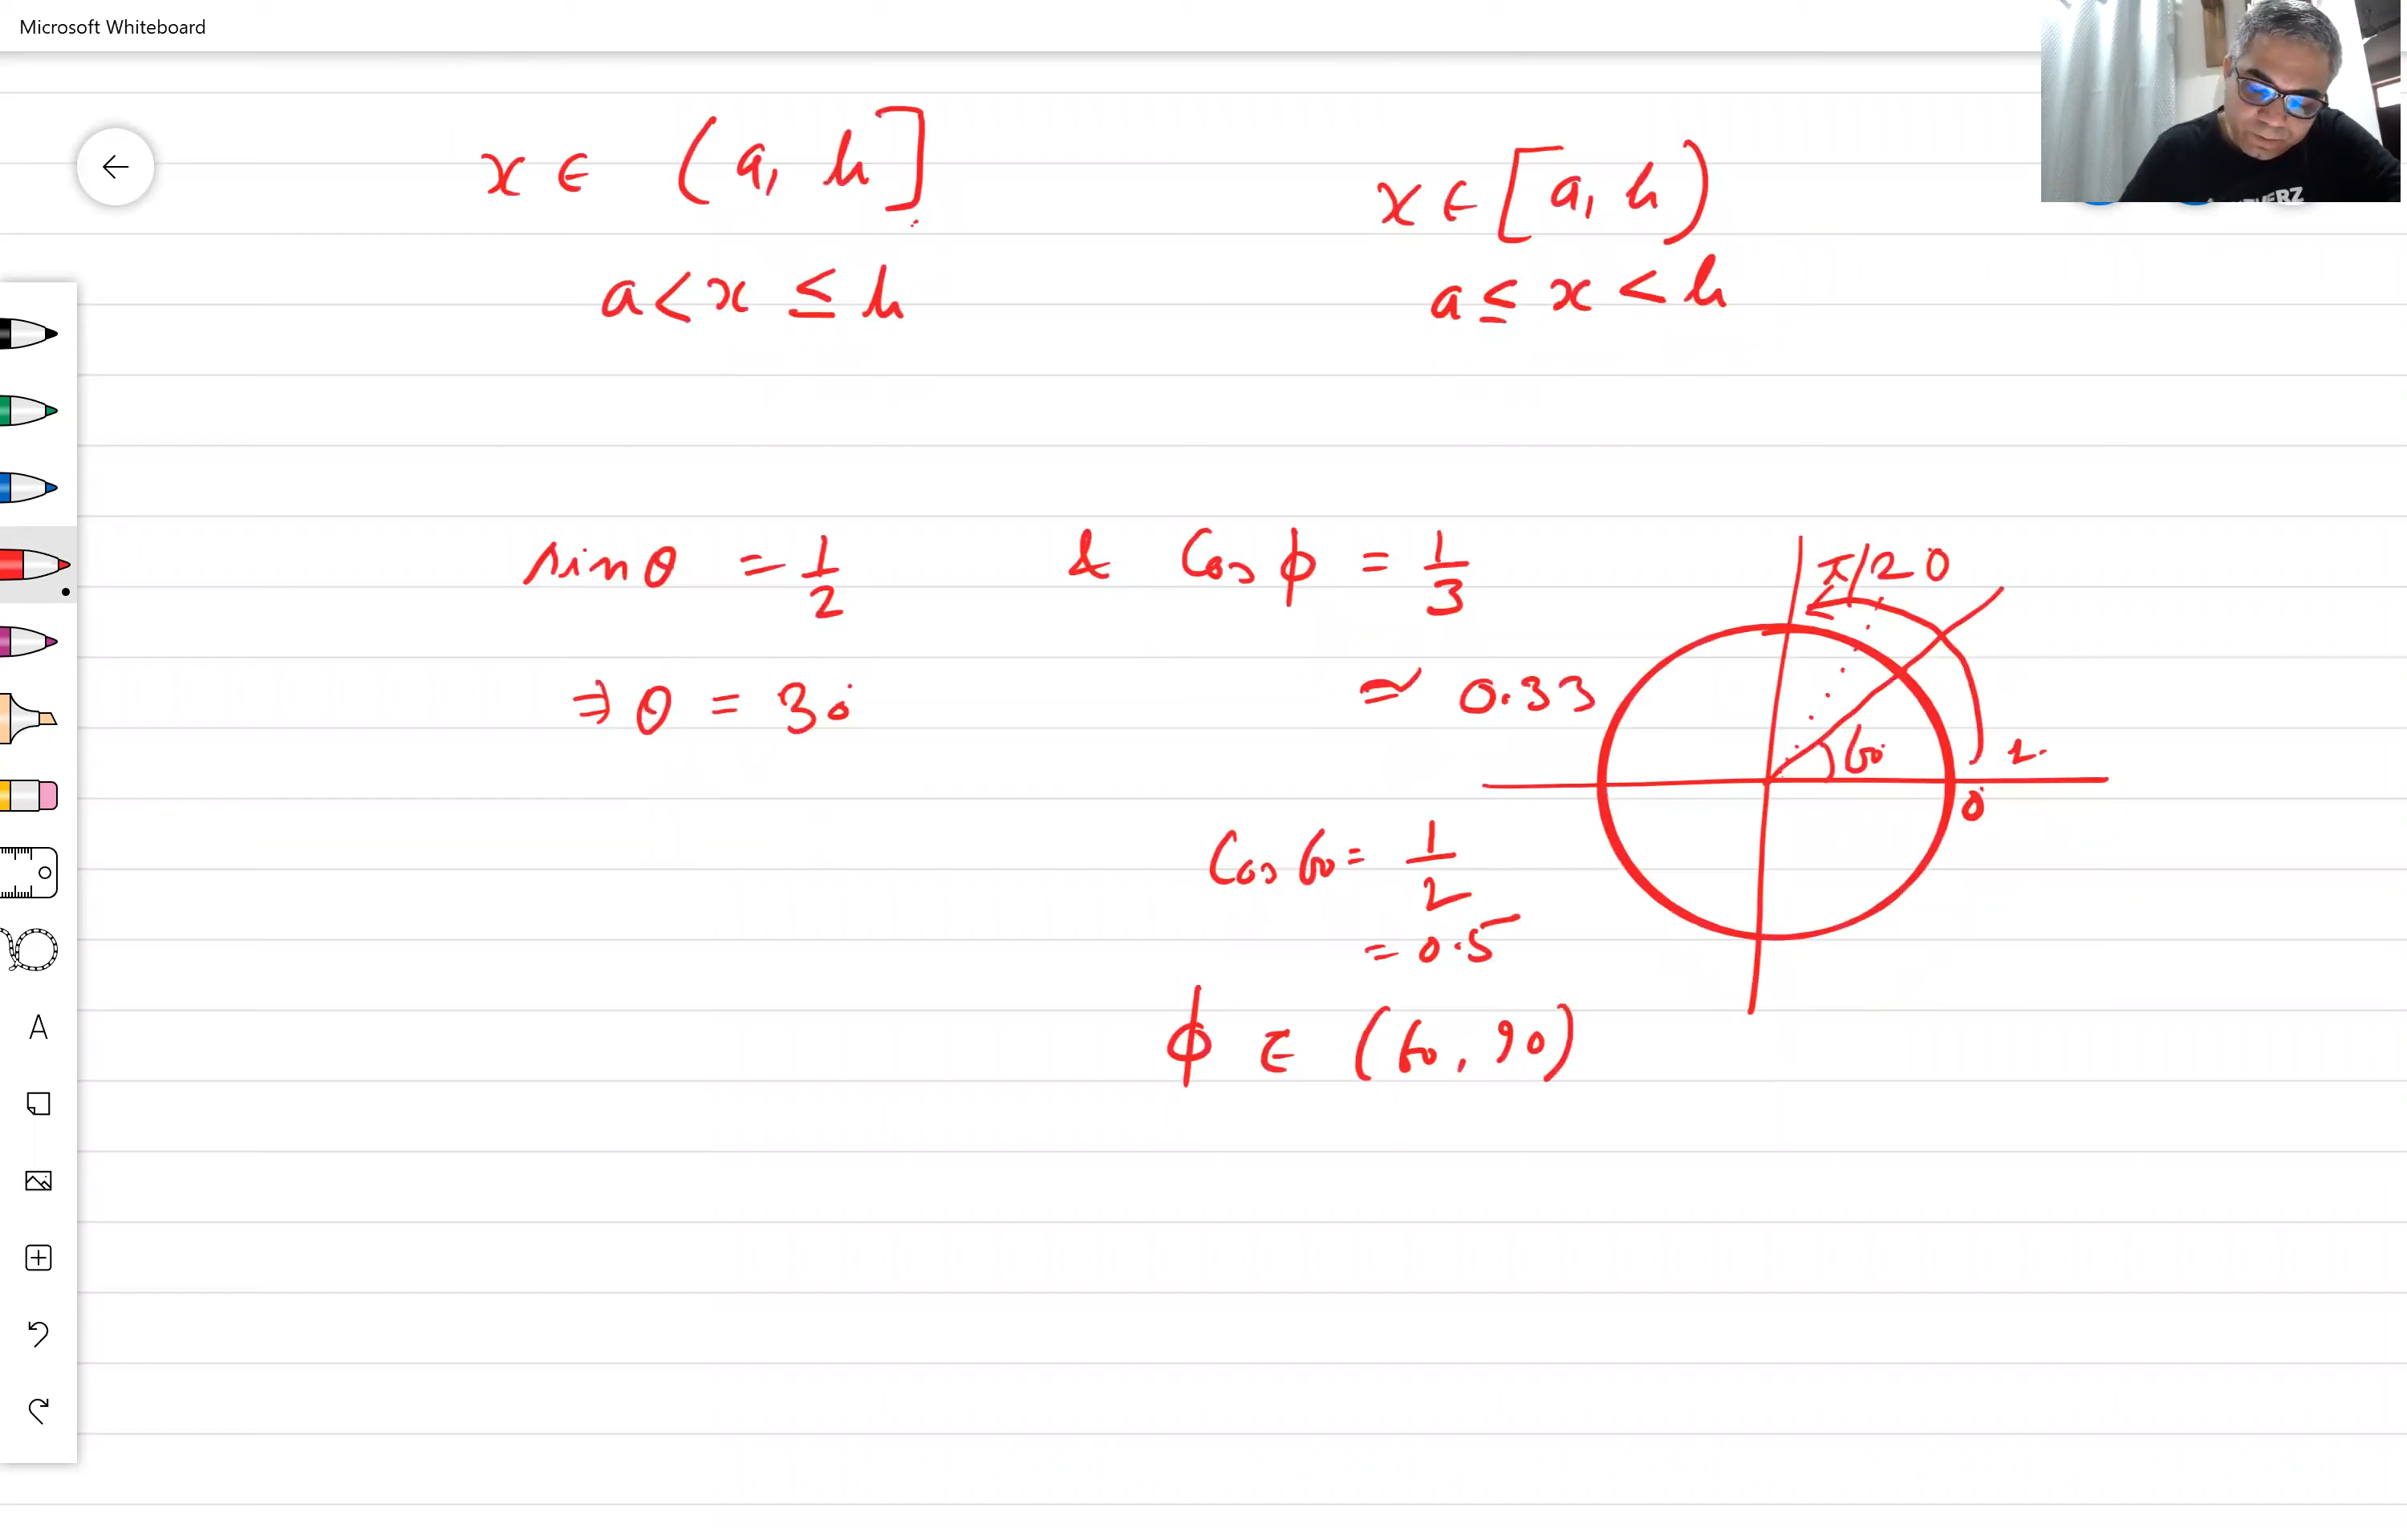 Microsoft Whiteboard
x ∈ (a, b]
a < x ≤ b
x ∈ [a, b)
a ≤ x < b
sin θ = 1/2 & Cos φ = 1/3
⇒ θ = 30°
≃ 0.33
π/2 0
60°
0°
Cos 60 = 1/2
= 0.5
φ ∈ (60, 90)
A